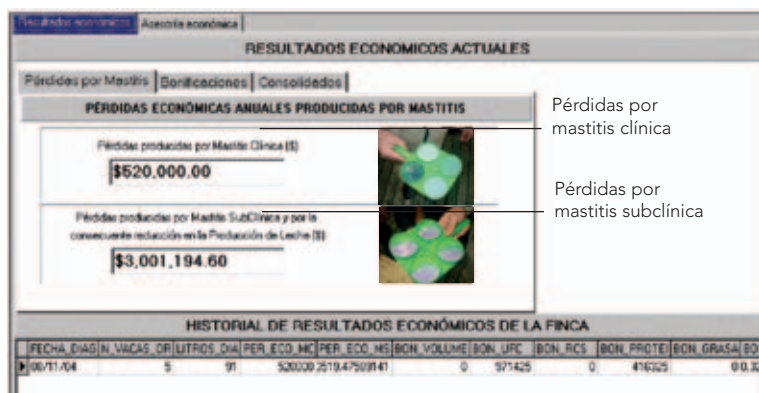 Resultados económicos Asesoría económica
RESULTADOS ECONOMICOS ACTUALES
Pérdidas por Mastitis Bonificaciones Consolidados
PÉRDIDAS ECONÓMICAS ANUALES PRODUCIDAS POR MASTITIS
Pérdidas producidas por Mastitis Clínica ($)
$520,000.00
Pérdidas por
mastitis clínica
Pérdidas producidas por Mastitis SubClínica y por la
consecuente reducción en la Producción de Leche ($)
$3,001,194.60
Pérdidas por
mastitis subclínica
HISTORIAL DE RESULTADOS ECONÓMICOS DE LA FINCA
FECHA_DIAG N_VACAS_OR LITROS_DIA PER_ECO_MC PER_ECO_MS BON_VOLUME BON_UFC BON_RCS BON_PROTEI BON_GRASA BO
08/11/04 5 91 520000 0 571425 0 416325